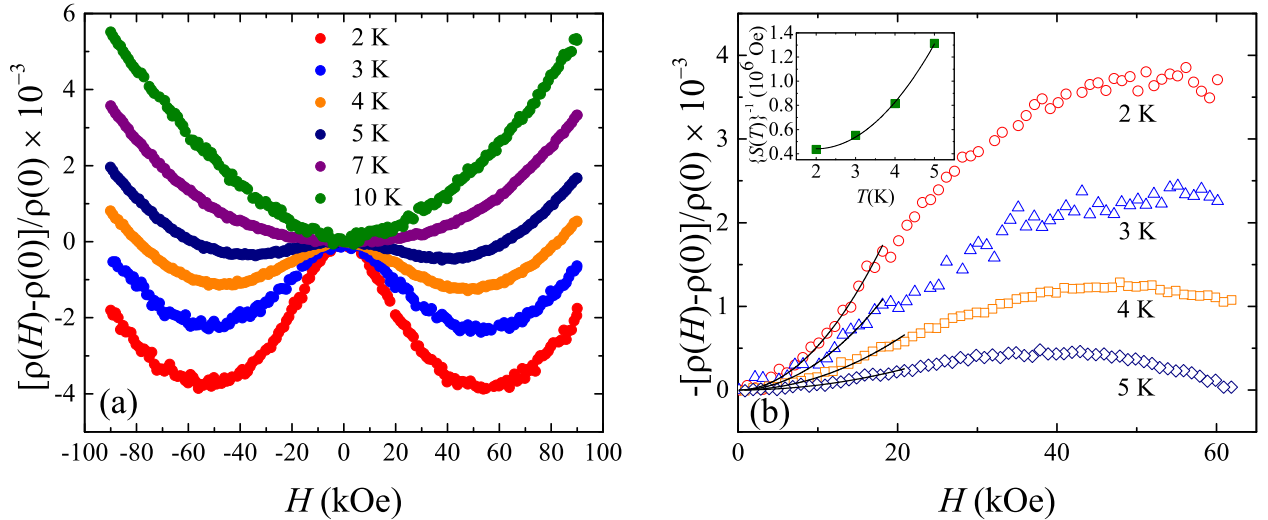 [ρ(H)-ρ(0)]/ρ(0) × 10⁻³
6
4
2
0
-2
-4
2 K
3 K
4 K
5 K
7 K
10 K
(a)
-100 -80 -60 -40 -20 0 20 40 60 80 100
H (kOe)
-[ρ(H)-ρ(0)]/ρ(0) × 10⁻³
4
3
2
1
0
{S(T)}⁻¹ (10⁶ Oe)
1.4
1.2
1.0
0.8
0.6
0.4
2 3 4 5
T(K)
2 K
3 K
4 K
5 K
(b)
0 20 40 60
H (kOe)